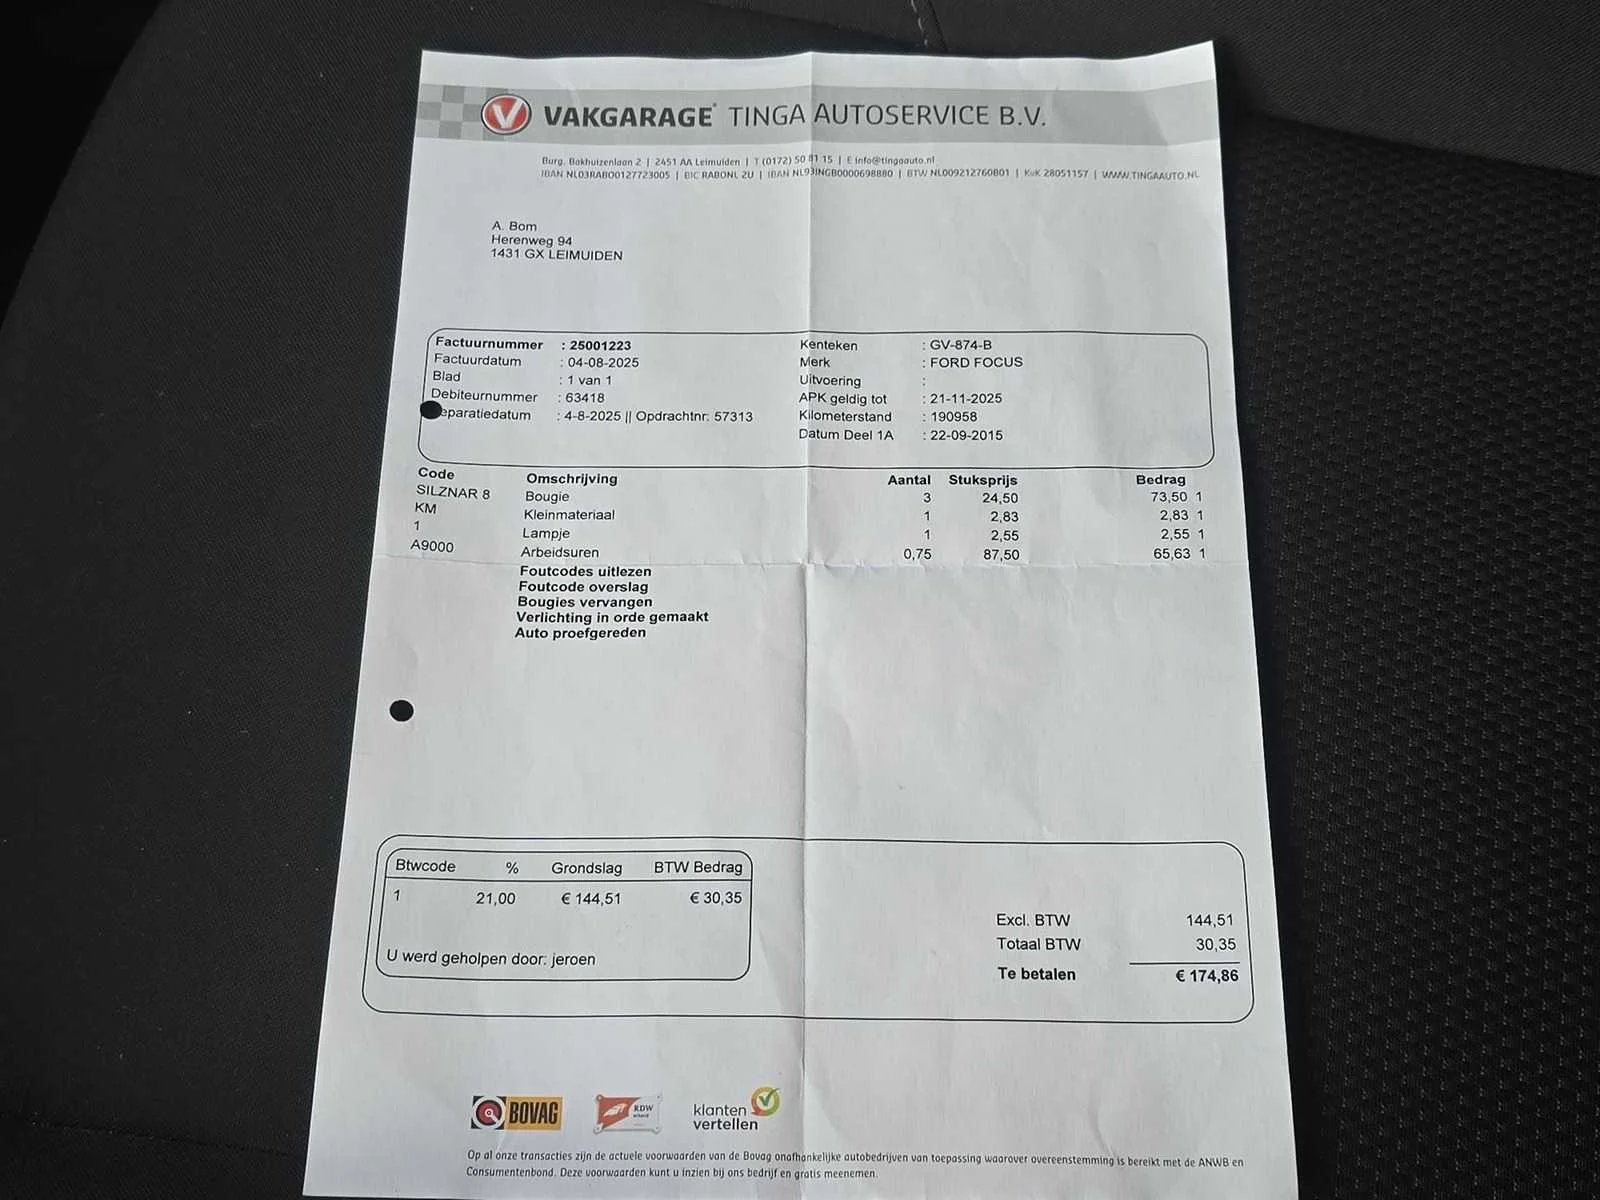 VAKGARAGE® TINGA AUTOSERVICE B.V.
Burg. Bakhuizenlaan 2 | 2451 AA Leimuiden | T (0172) 50 81 15 | E info@tingaauto.nl
IBAN NL03RABO0127723005 | BIC RABONL 2U | IBAN NL93INGB0000698880 | BTW NL009212760B01 | KvK 28051157 | WWW.TINGAAUTO.NL
A. Bom
Herenweg 94
1431 GX LEIMUIDEN
Factuurnummer : 25001223 Kenteken : GV-874-B
Factuurdatum : 04-08-2025 Merk : FORD FOCUS
Blad : 1 van 1 Uitvoering :
Debiteurnummer : 63418 APK geldig tot : 21-11-2025
eparatiedatum : 4-8-2025 || Opdrachtnr: 57313 Kilometerstand : 190958
Datum Deel 1A : 22-09-2015
Code Omschrijving Aantal Stuksprijs Bedrag
SILZNAR 8 Bougie 3 24,50 73,50 1
KM Kleinmateriaal 1 2,83 2,83 1
1 Lampje 1 2,55 2,55 1
A9000 Arbeidsuren 0,75 87,50 65,63 1
Foutcodes uitlezen
Foutcode overslag
Bougies vervangen
Verlichting in orde gemaakt
Auto proefgereden
Btwcode % Grondslag BTW Bedrag
1 21,00 € 144,51 € 30,35
U werd geholpen door: jeroen
Excl. BTW 144,51
Totaal BTW 30,35
Te betalen € 174,86
BOVAG RDW klanten vertellen
Op al onze transacties zijn de actuele voorwaarden van de Bovag onafhankelijke autobedrijven van toepassing waarover overeenstemming is bereikt met de ANWB en
Consumentenbond. Deze voorwaarden kunt u inzien bij ons bedrijf en gratis meenemen.